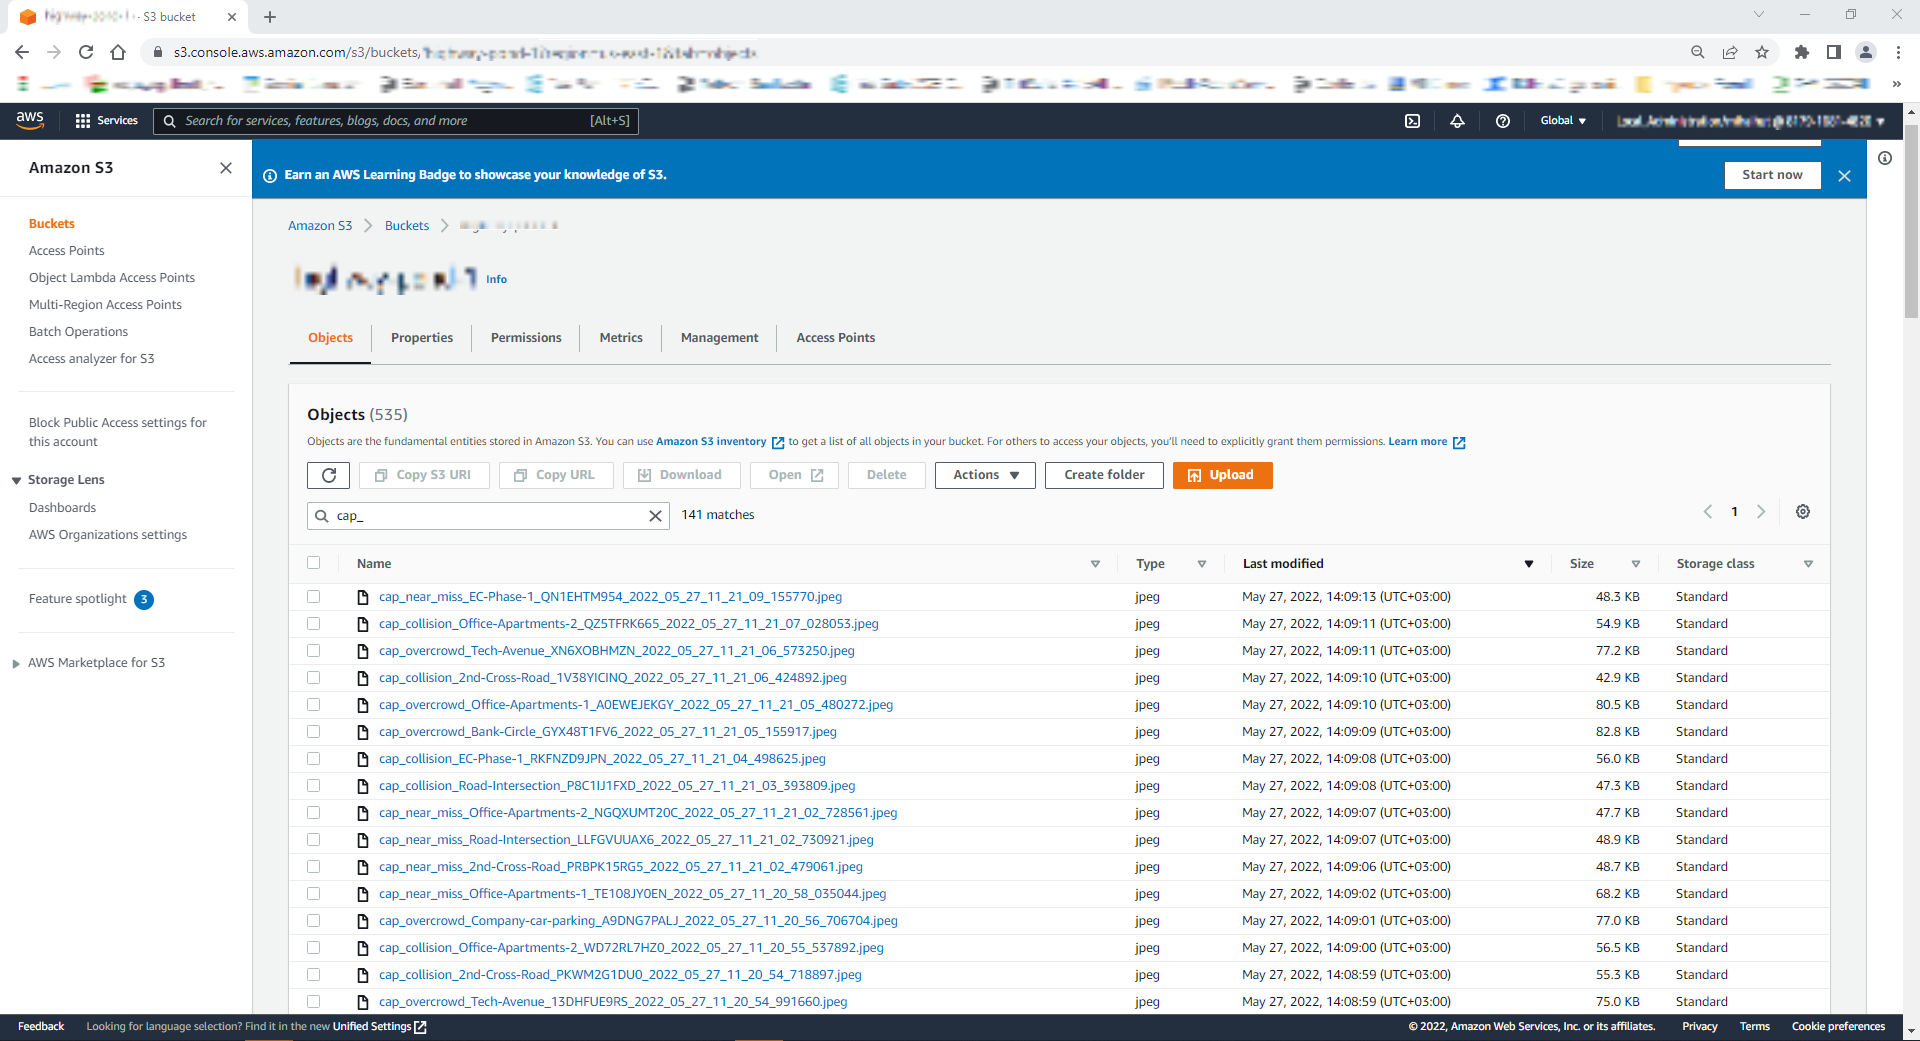 - S3 bucket
s3.console.aws.amazon.com/s3/buckets/
aws
Services
Search for services, features, blogs, docs, and more [Alt+S]
Global
Amazon S3
Earn an AWS Learning Badge to showcase your knowledge of S3.
Start now
Buckets
Access Points
Object Lambda Access Points
Multi-Region Access Points
Batch Operations
Access analyzer for S3
Block Public Access settings for
this account
Storage Lens
Dashboards
AWS Organizations settings
Feature spotlight 3
AWS Marketplace for S3
Amazon S3 Buckets
Info
Objects Properties Permissions Metrics Management Access Points
Objects (535)
Objects are the fundamental entities stored in Amazon S3. You can use Amazon S3 inventory to get a list of all objects in your bucket. For others to access your objects, you'll need to explicitly grant them permissions. Learn more
Copy S3 URI Copy URL Download Open Delete Actions Create folder Upload
cap_ 141 matches 1
Name Type Last modified Size Storage class
cap_near_miss_EC-Phase-1_QN1EHTM954_2022_05_27_11_21_09_155770.jpeg jpeg May 27, 2022, 14:09:13 (UTC+03:00) 48.3 KB Standard
cap_collision_Office-Apartments-2_QZ5TFRK665_2022_05_27_11_21_07_028053.jpeg jpeg May 27, 2022, 14:09:11 (UTC+03:00) 54.9 KB Standard
cap_overcrowd_Tech-Avenue_XN6XOBHMZN_2022_05_27_11_21_06_573250.jpeg jpeg May 27, 2022, 14:09:11 (UTC+03:00) 77.2 KB Standard
cap_collision_2nd-Cross-Road_1V38YICINQ_2022_05_27_11_21_06_424892.jpeg jpeg May 27, 2022, 14:09:10 (UTC+03:00) 42.9 KB Standard
cap_overcrowd_Office-Apartments-1_A0EWEJEKGY_2022_05_27_11_21_05_480272.jpeg jpeg May 27, 2022, 14:09:10 (UTC+03:00) 80.5 KB Standard
cap_overcrowd_Bank-Circle_GYX48T1FV6_2022_05_27_11_21_05_155917.jpeg jpeg May 27, 2022, 14:09:09 (UTC+03:00) 82.8 KB Standard
cap_collision_EC-Phase-1_RKFNZD9JPN_2022_05_27_11_21_04_498625.jpeg jpeg May 27, 2022, 14:09:08 (UTC+03:00) 56.0 KB Standard
cap_collision_Road-Intersection_P8C1IJ1FXD_2022_05_27_11_21_03_393809.jpeg jpeg May 27, 2022, 14:09:08 (UTC+03:00) 47.3 KB Standard
cap_near_miss_Office-Apartments-2_NGQXUMT20C_2022_05_27_11_21_02_728561.jpeg jpeg May 27, 2022, 14:09:07 (UTC+03:00) 47.7 KB Standard
cap_near_miss_Road-Intersection_LLFGVUUAX6_2022_05_27_11_21_02_730921.jpeg jpeg May 27, 2022, 14:09:07 (UTC+03:00) 48.9 KB Standard
cap_near_miss_2nd-Cross-Road_PRBPK15RG5_2022_05_27_11_21_02_479061.jpeg jpeg May 27, 2022, 14:09:06 (UTC+03:00) 48.7 KB Standard
cap_near_miss_Office-Apartments-1_TE108JY0EN_2022_05_27_11_20_58_035044.jpeg jpeg May 27, 2022, 14:09:02 (UTC+03:00) 68.2 KB Standard
cap_overcrowd_Company-car-parking_A9DNG7PALJ_2022_05_27_11_20_56_706704.jpeg jpeg May 27, 2022, 14:09:01 (UTC+03:00) 77.0 KB Standard
cap_collision_Office-Apartments-2_WD72RL7HZ0_2022_05_27_11_20_55_537892.jpeg jpeg May 27, 2022, 14:09:00 (UTC+03:00) 56.5 KB Standard
cap_collision_2nd-Cross-Road_PKWM2G1DU0_2022_05_27_11_20_54_718897.jpeg jpeg May 27, 2022, 14:08:59 (UTC+03:00) 55.3 KB Standard
cap_overcrowd_Tech-Avenue_13DHFUE9RS_2022_05_27_11_20_54_991660.jpeg jpeg May 27, 2022, 14:08:59 (UTC+03:00) 75.0 KB Standard
Feedback Looking for language selection? Find it in the new Unified Settings © 2022, Amazon Web Services, Inc. or its affiliates. Privacy Terms Cookie preferences